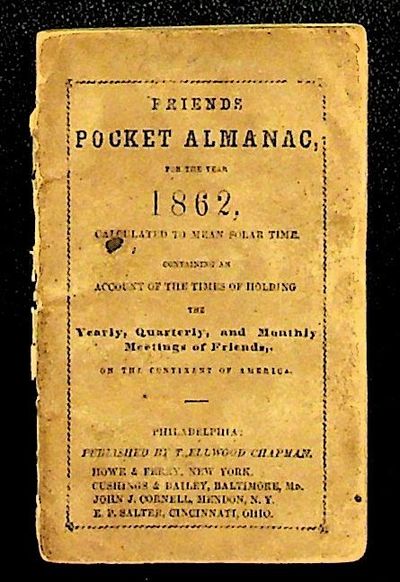 FRIENDS
POCKET ALMANAC,
FOR THE YEAR
1862,
CALCULATED TO MEAN SOLAR TIME,
CONTAINING AN
ACCOUNT OF THE TIMES OF HOLDING
THE
Yearly, Quarterly, and Monthly
Meetings of Friends,
ON THE CONTINENT OF AMERICA.
PHILADELPHIA:
PUBLISHED BY T. ELLWOOD CHAPMAN.
HOWE & FERRY, NEW YORK.
CUSHINGS & BAILEY, BALTIMORE, MD.
JOHN J. CORNELL, MENDON, N. Y.
E. P. SALTER, CINCINNATI, OHIO.